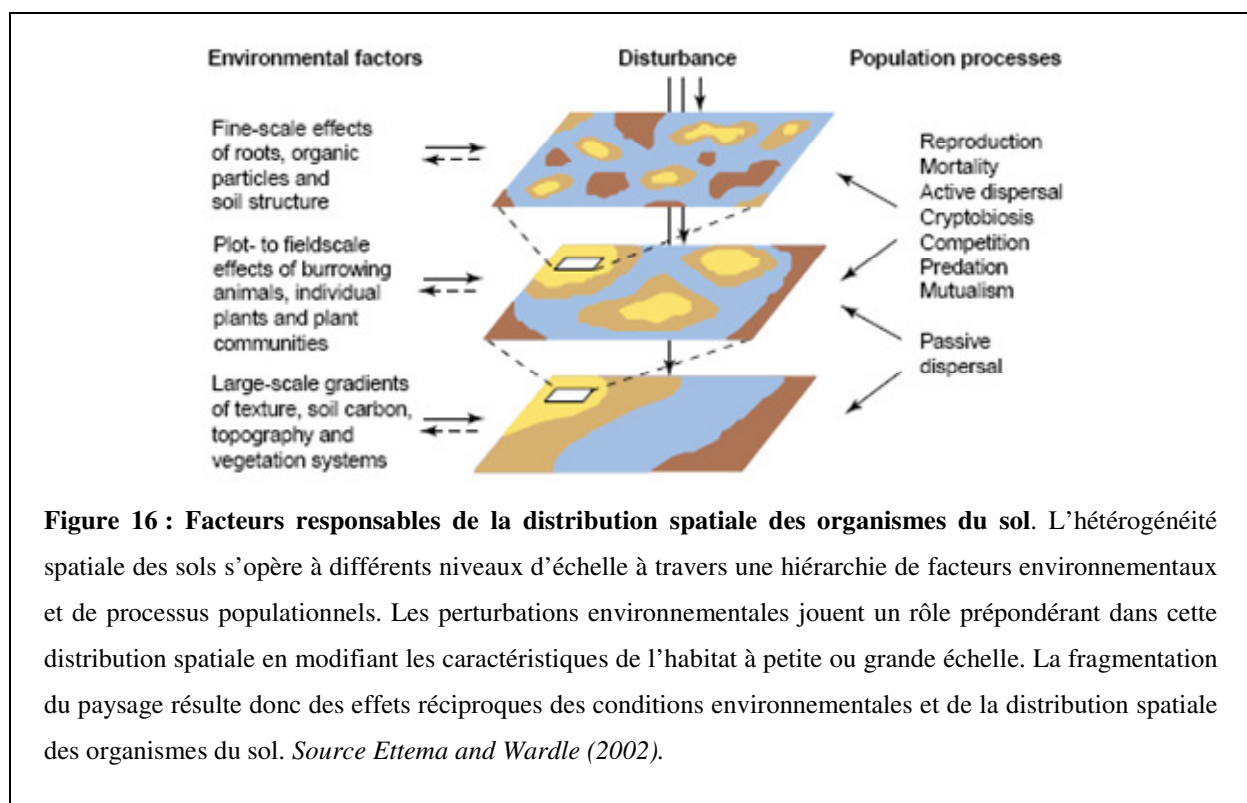 Environmental factors
Disturbance
Population processes
Fine-scale effects
of roots, organic
particles and
soil structure
Plot- to fieldscale
effects of burrowing
animals, individual
plants and plant
communities
Large-scale gradients
of texture, soil carbon,
topography and
vegetation systems
Reproduction
Mortality
Active dispersal
Cryptobiosis
Competition
Predation
Mutualism
Passive
dispersal
Figure 16 : Facteurs responsables de la distribution spatiale des organismes du sol. L’hétérogénéité
spatiale des sols s’opère à différents niveaux d’échelle à travers une hiérarchie de facteurs environnementaux
et de processus populationnels. Les perturbations environnementales jouent un rôle prépondérant dans cette
distribution spatiale en modifiant les caractéristiques de l’habitat à petite ou grande échelle. La fragmentation
du paysage résulte donc des effets réciproques des conditions environnementales et de la distribution spatiale
des organismes du sol. Source Ettema and Wardle (2002).